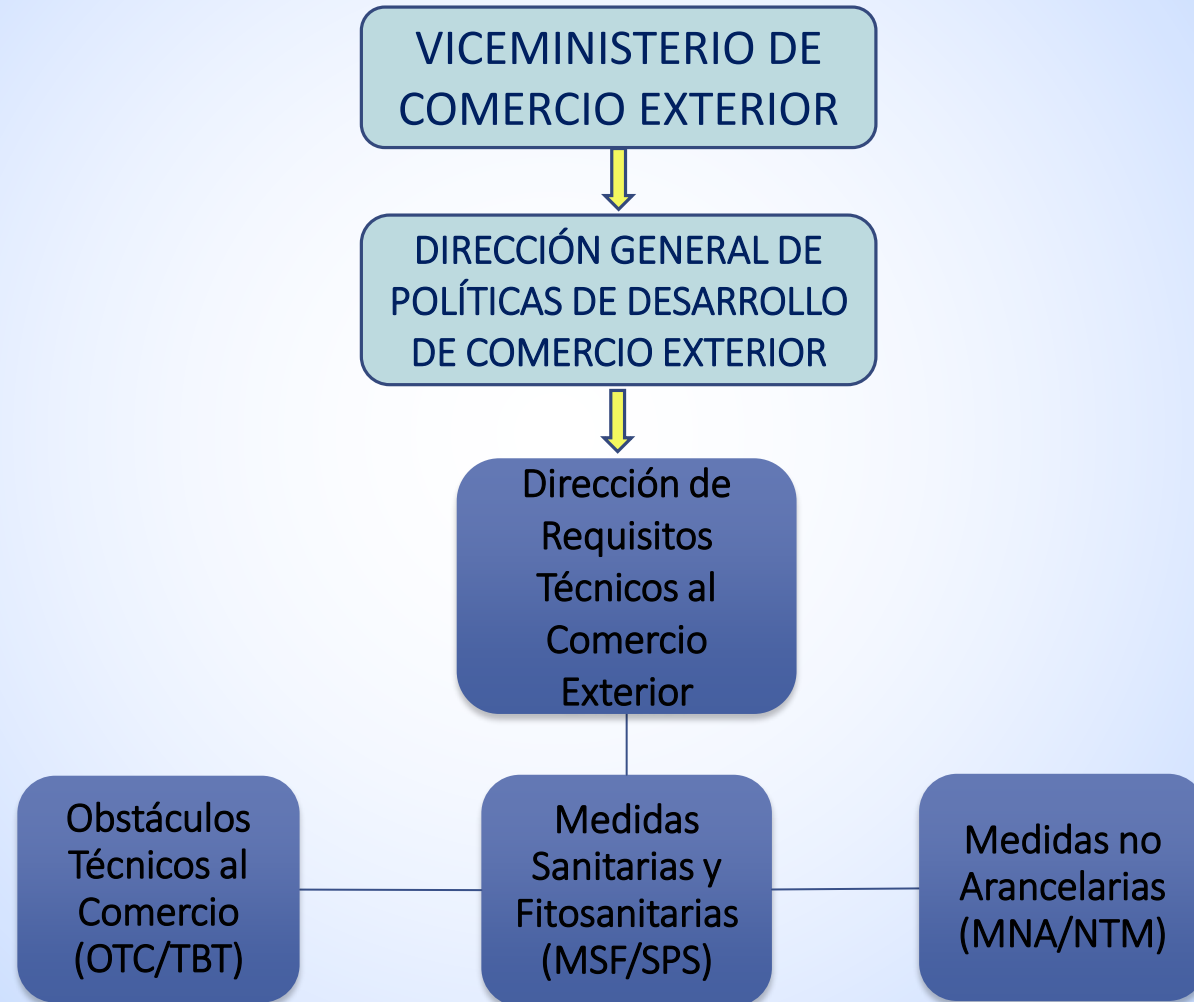 VICEMINISTERIO DE
COMERCIO EXTERIOR
DIRECCIÓN GENERAL DE
POLÍTICAS DE DESARROLLO
DE COMERCIO EXTERIOR
Dirección de
Requisitos
Técnicos al
Comercio
Exterior
Obstáculos
Técnicos al
Comercio
(OTC/TBT)
Medidas
Sanitarias y
Fitosanitarias
(MSF/SPS)
Medidas no
Arancelarias
(MNA/NTM)